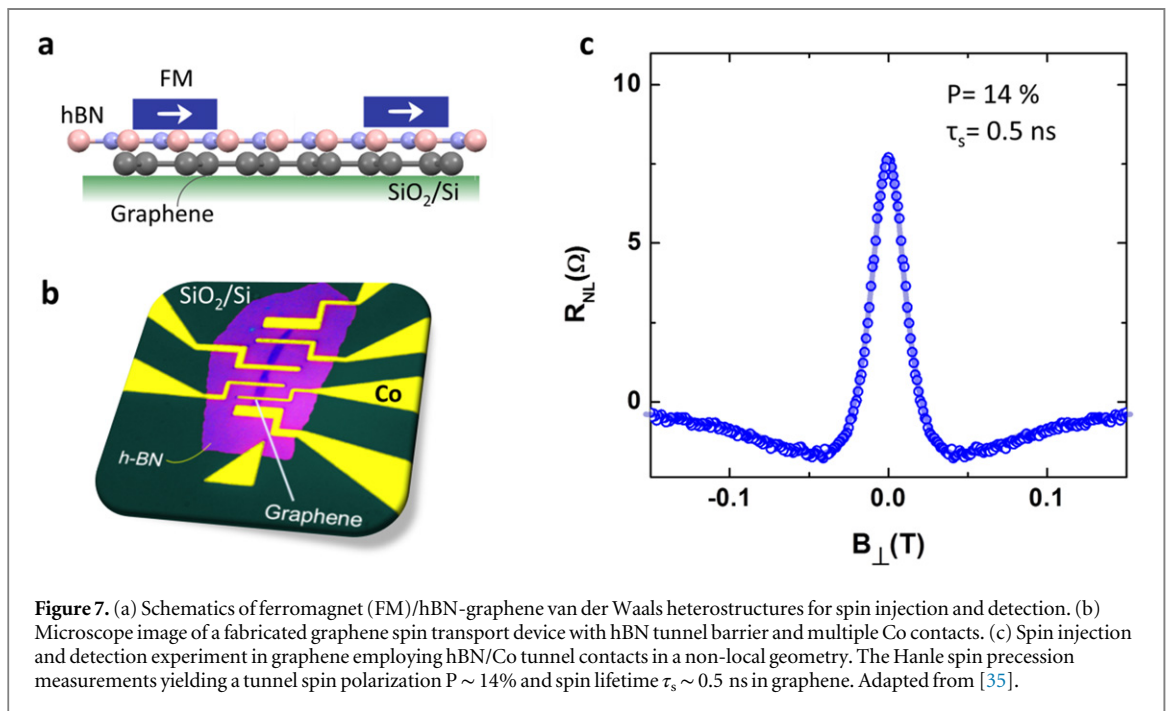 a
FM
hBN
SiO₂/Si
Graphene
b
SiO₂/Si
Co
h-BN
Graphene
c
P= 14 %
τₛ= 0.5 ns
10
5
0
R_NL(Ω)
-0.1 0.0 0.1
B⊥(T)
Figure 7. (a) Schematics of ferromagnet (FM)/hBN-graphene van der Waals heterostructures for spin injection and detection. (b)
Microscope image of a fabricated graphene spin transport device with hBN tunnel barrier and multiple Co contacts. (c) Spin injection
and detection experiment in graphene employing hBN/Co tunnel contacts in a non-local geometry. The Hanle spin precession
measurements yielding a tunnel spin polarization P ~ 14% and spin lifetime τₛ ~ 0.5 ns in graphene. Adapted from [35].